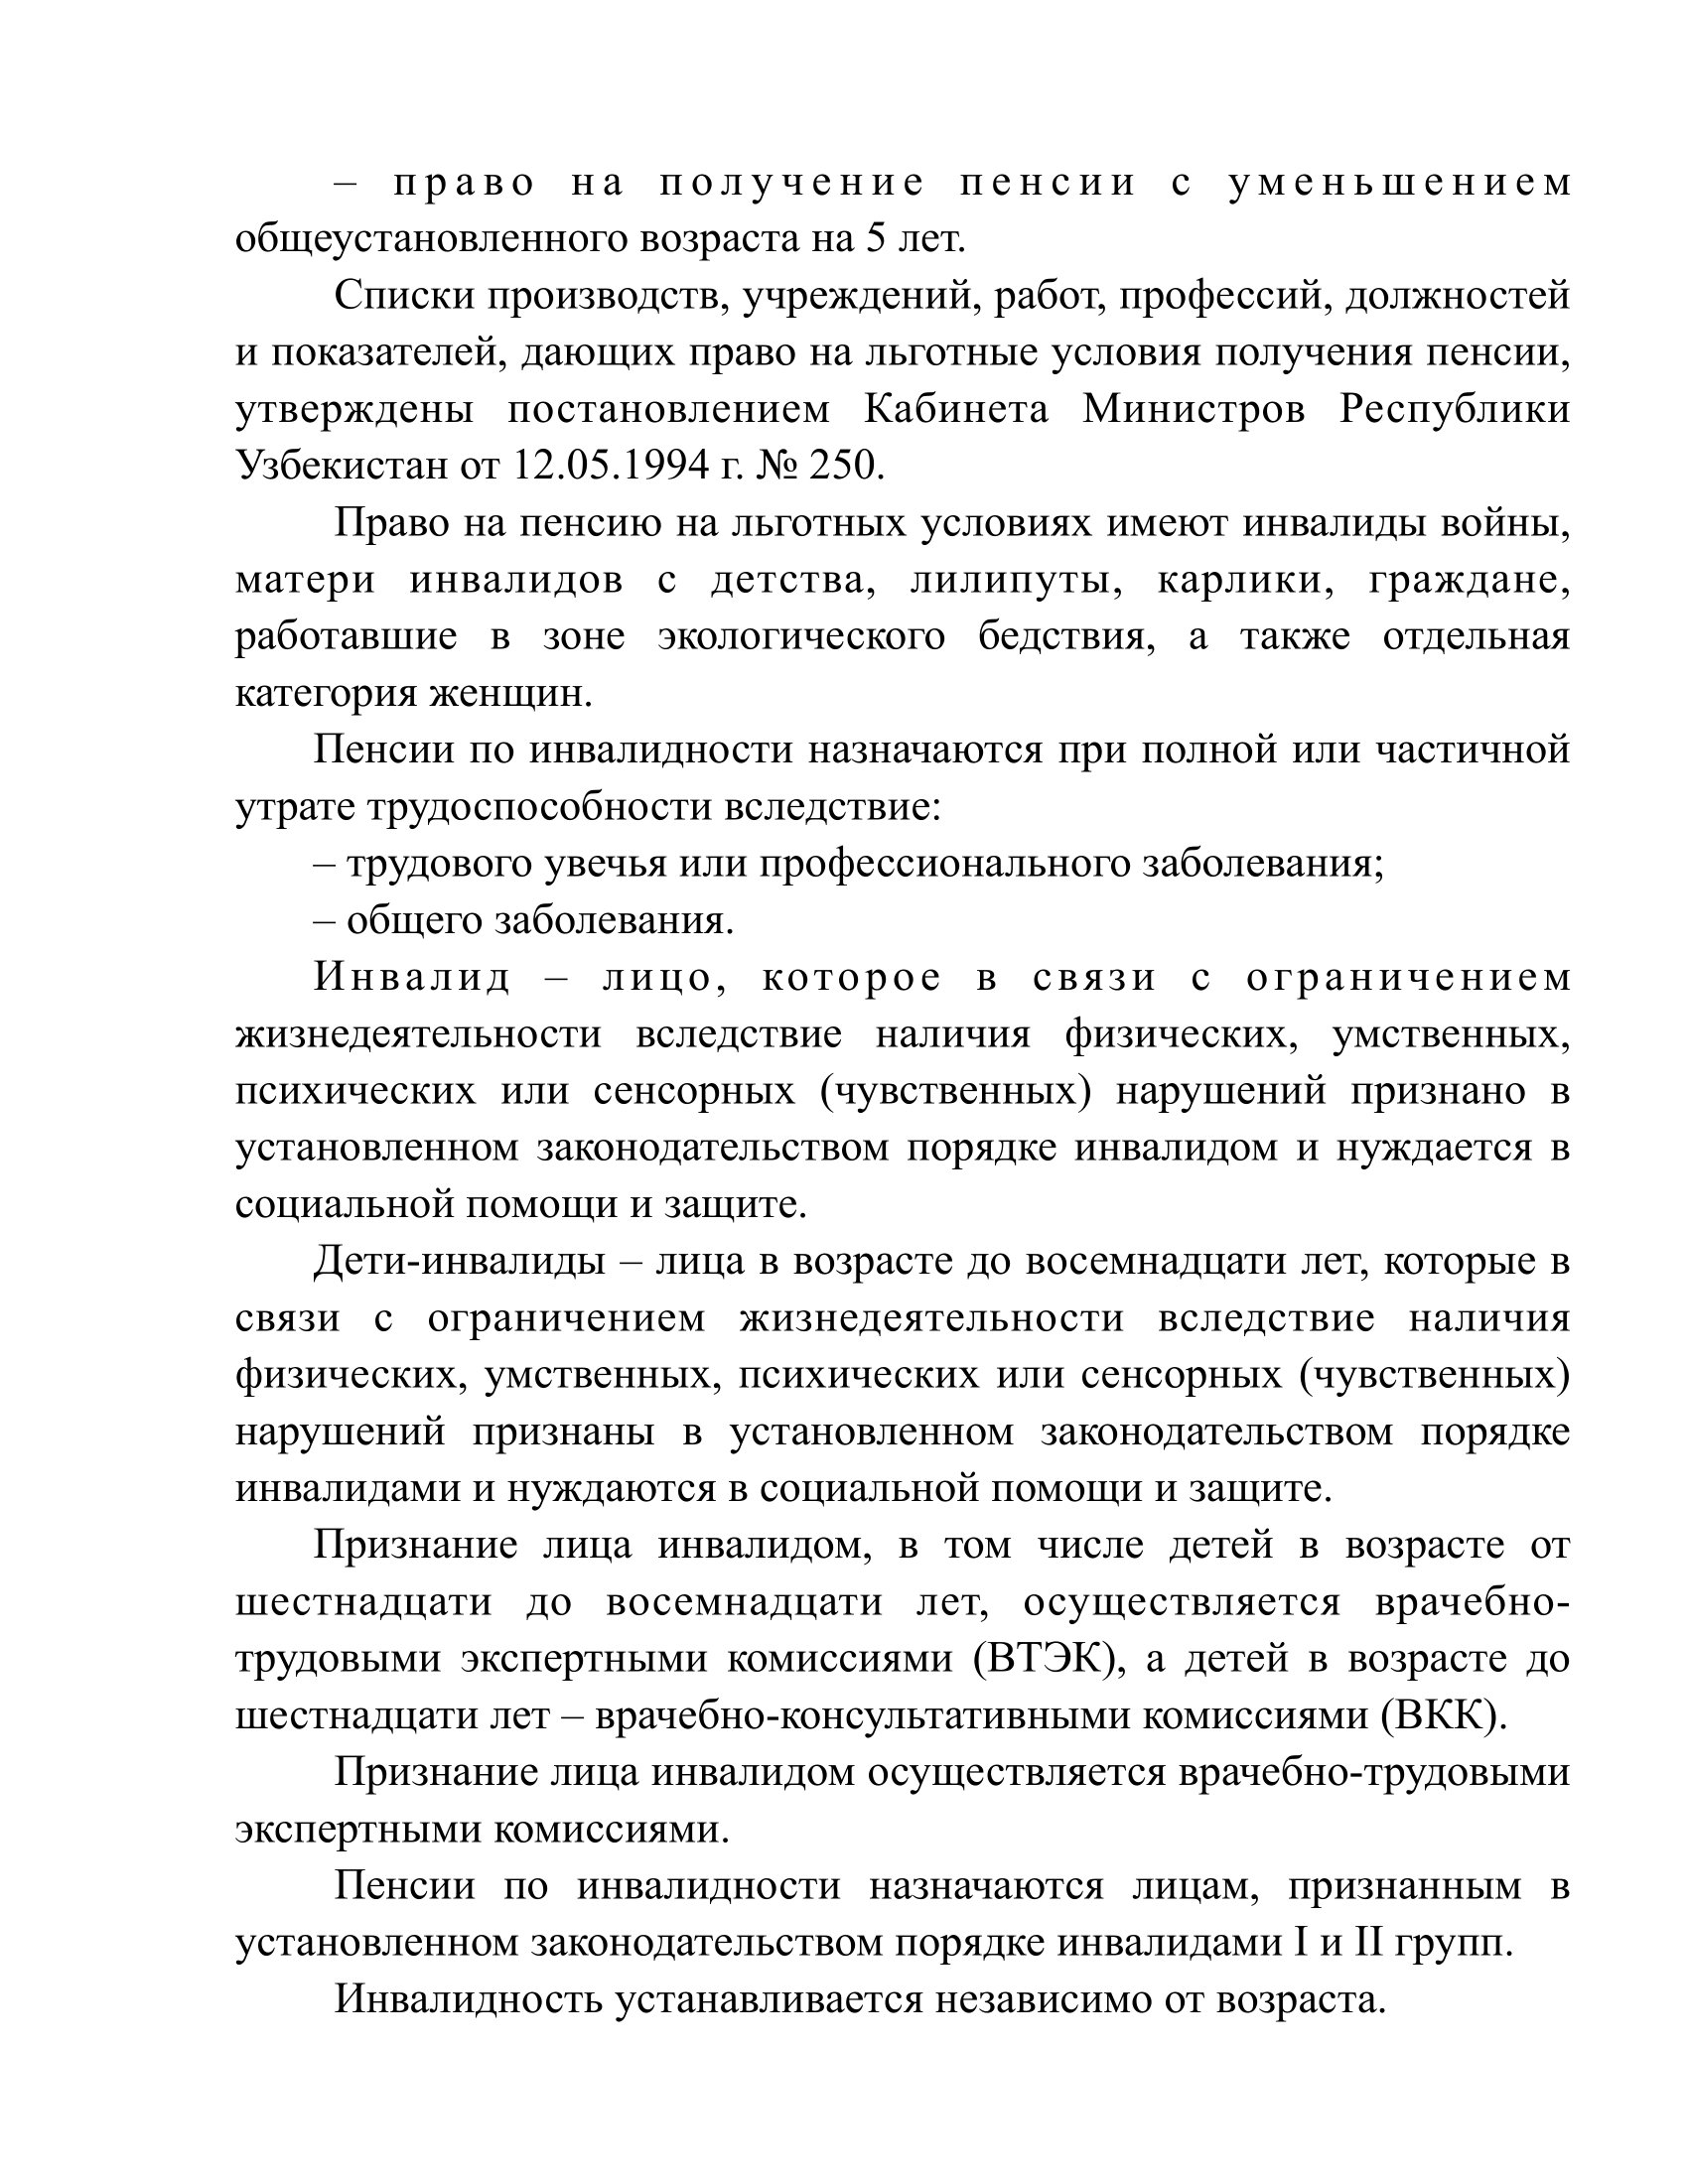 – право на получение пенсии с уменьшением
общеустановленного возраста на 5 лет.
Списки производств, учреждений, работ, профессий, должностей
и показателей, дающих право на льготные условия получения пенсии,
утверждены постановлением Кабинета Министров Республики
Узбекистан от 12.05.1994 г. № 250.
Право на пенсию на льготных условиях имеют инвалиды войны,
матери инвалидов с детства, лилипуты, карлики, граждане,
работавшие в зоне экологического бедствия, а также отдельная
категория женщин.
Пенсии по инвалидности назначаются при полной или частичной
утрате трудоспособности вследствие:
– трудового увечья или профессионального заболевания;
– общего заболевания.
Инвалид – лицо, которое в связи с ограничением
жизнедеятельности вследствие наличия физических, умственных,
психических или сенсорных (чувственных) нарушений признано в
установленном законодательством порядке инвалидом и нуждается в
социальной помощи и защите.
Дети-инвалиды – лица в возрасте до восемнадцати лет, которые в
связи с ограничением жизнедеятельности вследствие наличия
физических, умственных, психических или сенсорных (чувственных)
нарушений признаны в установленном законодательством порядке
инвалидами и нуждаются в социальной помощи и защите.
Признание лица инвалидом, в том числе детей в возрасте от
шестнадцати до восемнадцати лет, осуществляется врачебно-
трудовыми экспертными комиссиями (ВТЭК), а детей в возрасте до
шестнадцати лет – врачебно-консультативными комиссиями (ВКК).
Признание лица инвалидом осуществляется врачебно-трудовыми
экспертными комиссиями.
Пенсии по инвалидности назначаются лицам, признанным в
установленном законодательством порядке инвалидами I и II групп.
Инвалидность устанавливается независимо от возраста.